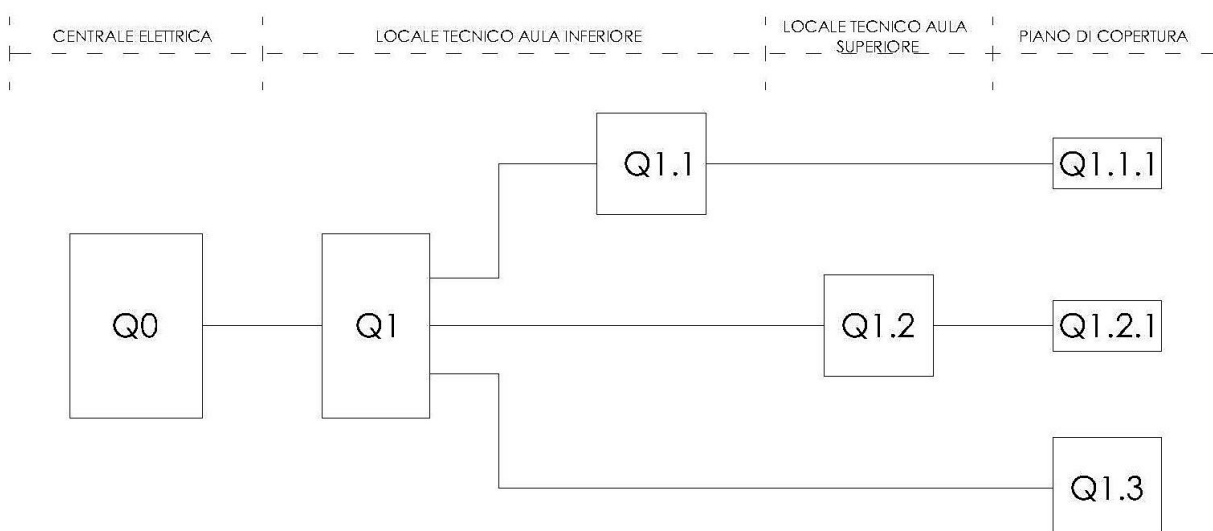 CENTRALE ELETTRICA
LOCALE TECNICO AULA INFERIORE
LOCALE TECNICO AULA
SUPERIORE
PIANO DI COPERTURA
Q1.1
Q1.1.1
Q0
Q1
Q1.2
Q1.2.1
Q1.3